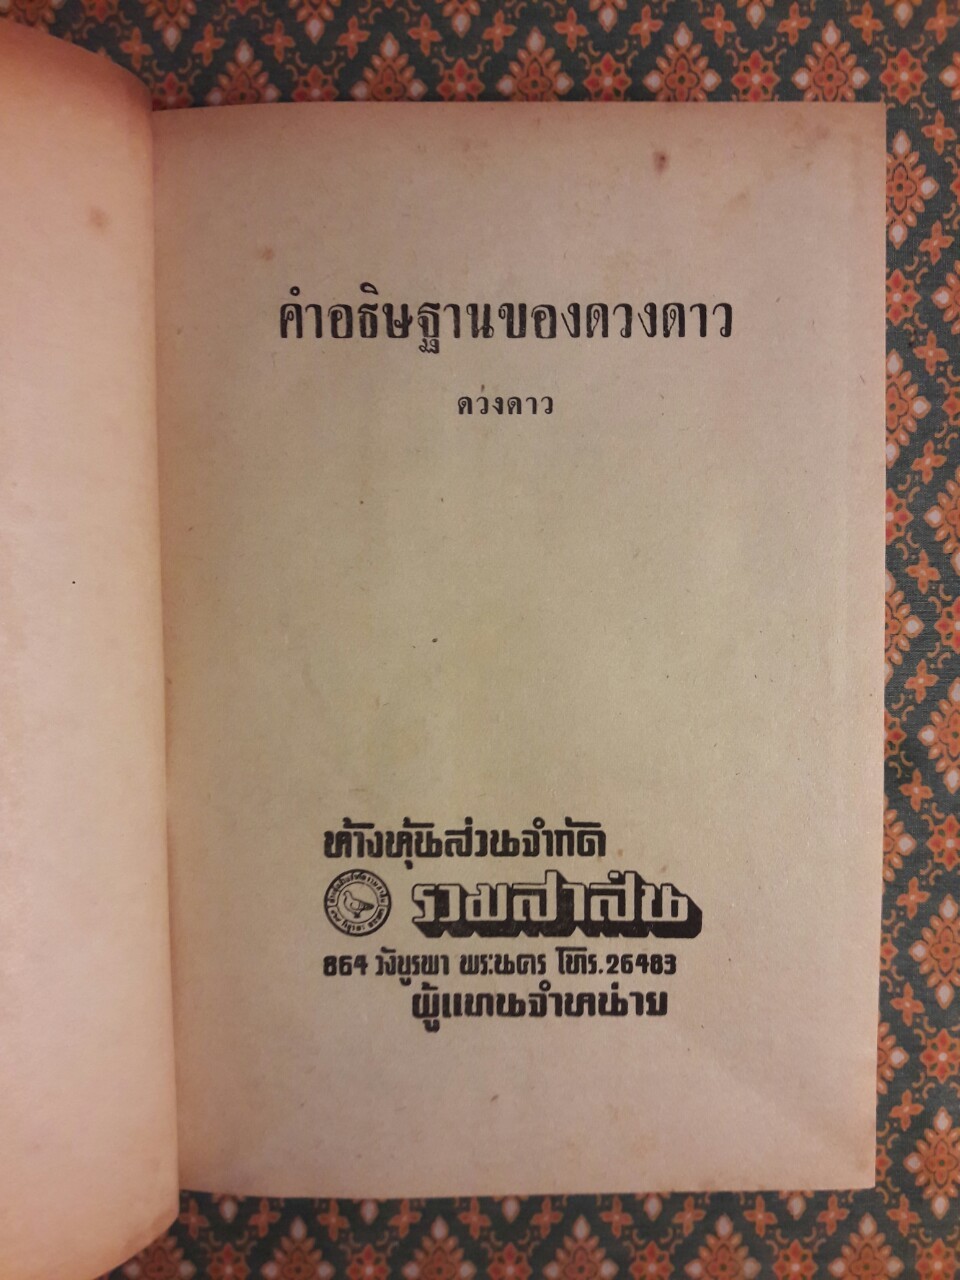 คำอธิษฐานของดวงดาว
ดวงดาว
ห้างหุ้นส่วนจำกัด
รวมสาส์น
864 วังบูรพา พระนคร โทร.26483
ผู้แทนจำหน่าย